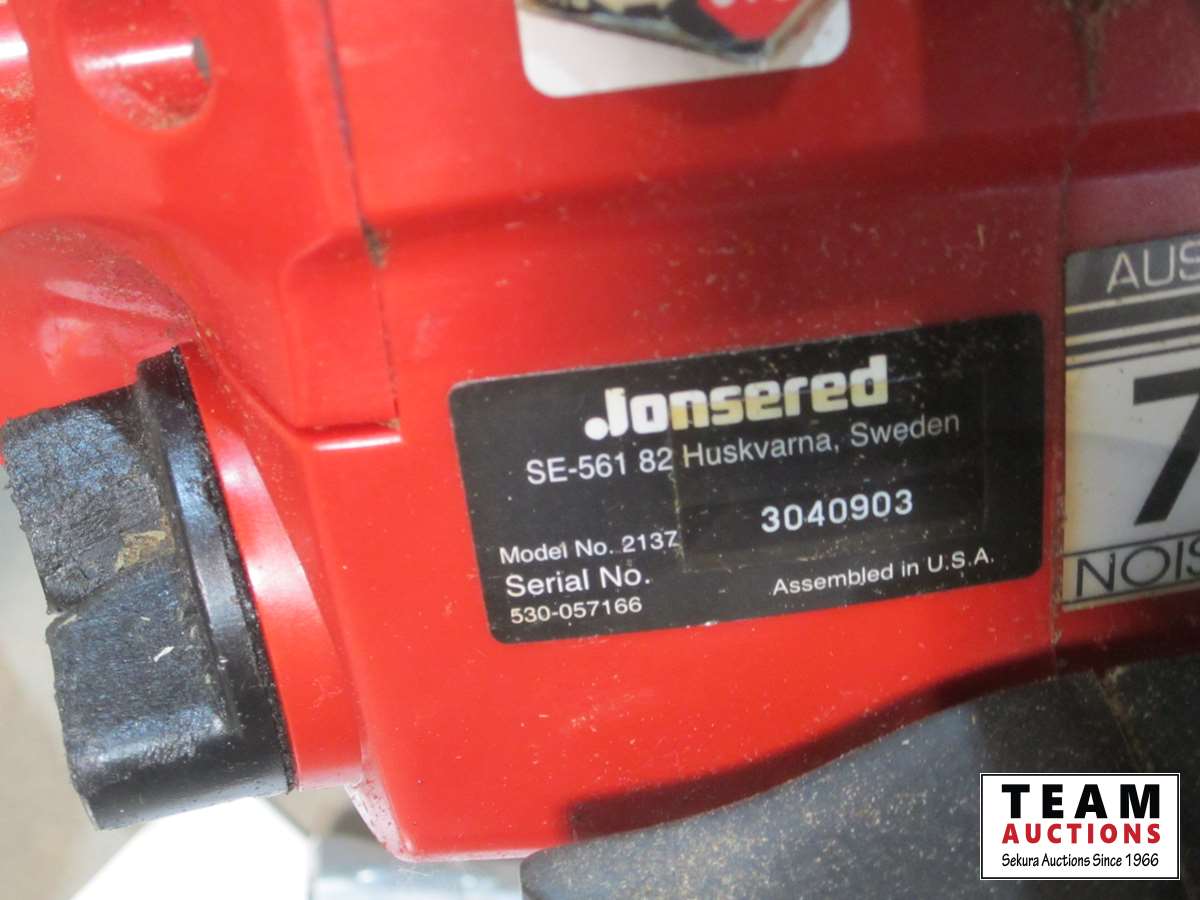 Jonsered
SE-561 82 Huskvarna, Sweden
3040903
Model No. 2137
Serial No.
530-057166
Assembled in U.S.A.
AUS
7
NOIS
TEAM
AUCTIONS
Sekura Auctions Since 1966